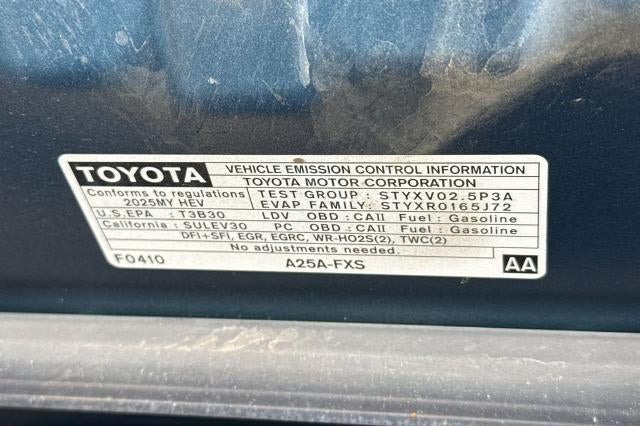 TOYOTA
VEHICLE EMISSION CONTROL INFORMATION
TOYOTA MOTOR CORPORATION
Conforms to regulations
2025MY HEV
TEST GROUP : STYXV02.5P3A
EVAP FAMILY: STYXR0165J72
U.S.EPA : T3B30 LDV OBD : CAII Fuel : Gasoline
California : SULEV30 PC OBD : CAII Fuel : Gasoline
DFI+SFI, EGR, EGRC, WR-HO2S(2), TWC(2)
No adjustments needed.
F0410 A25A-FXS AA